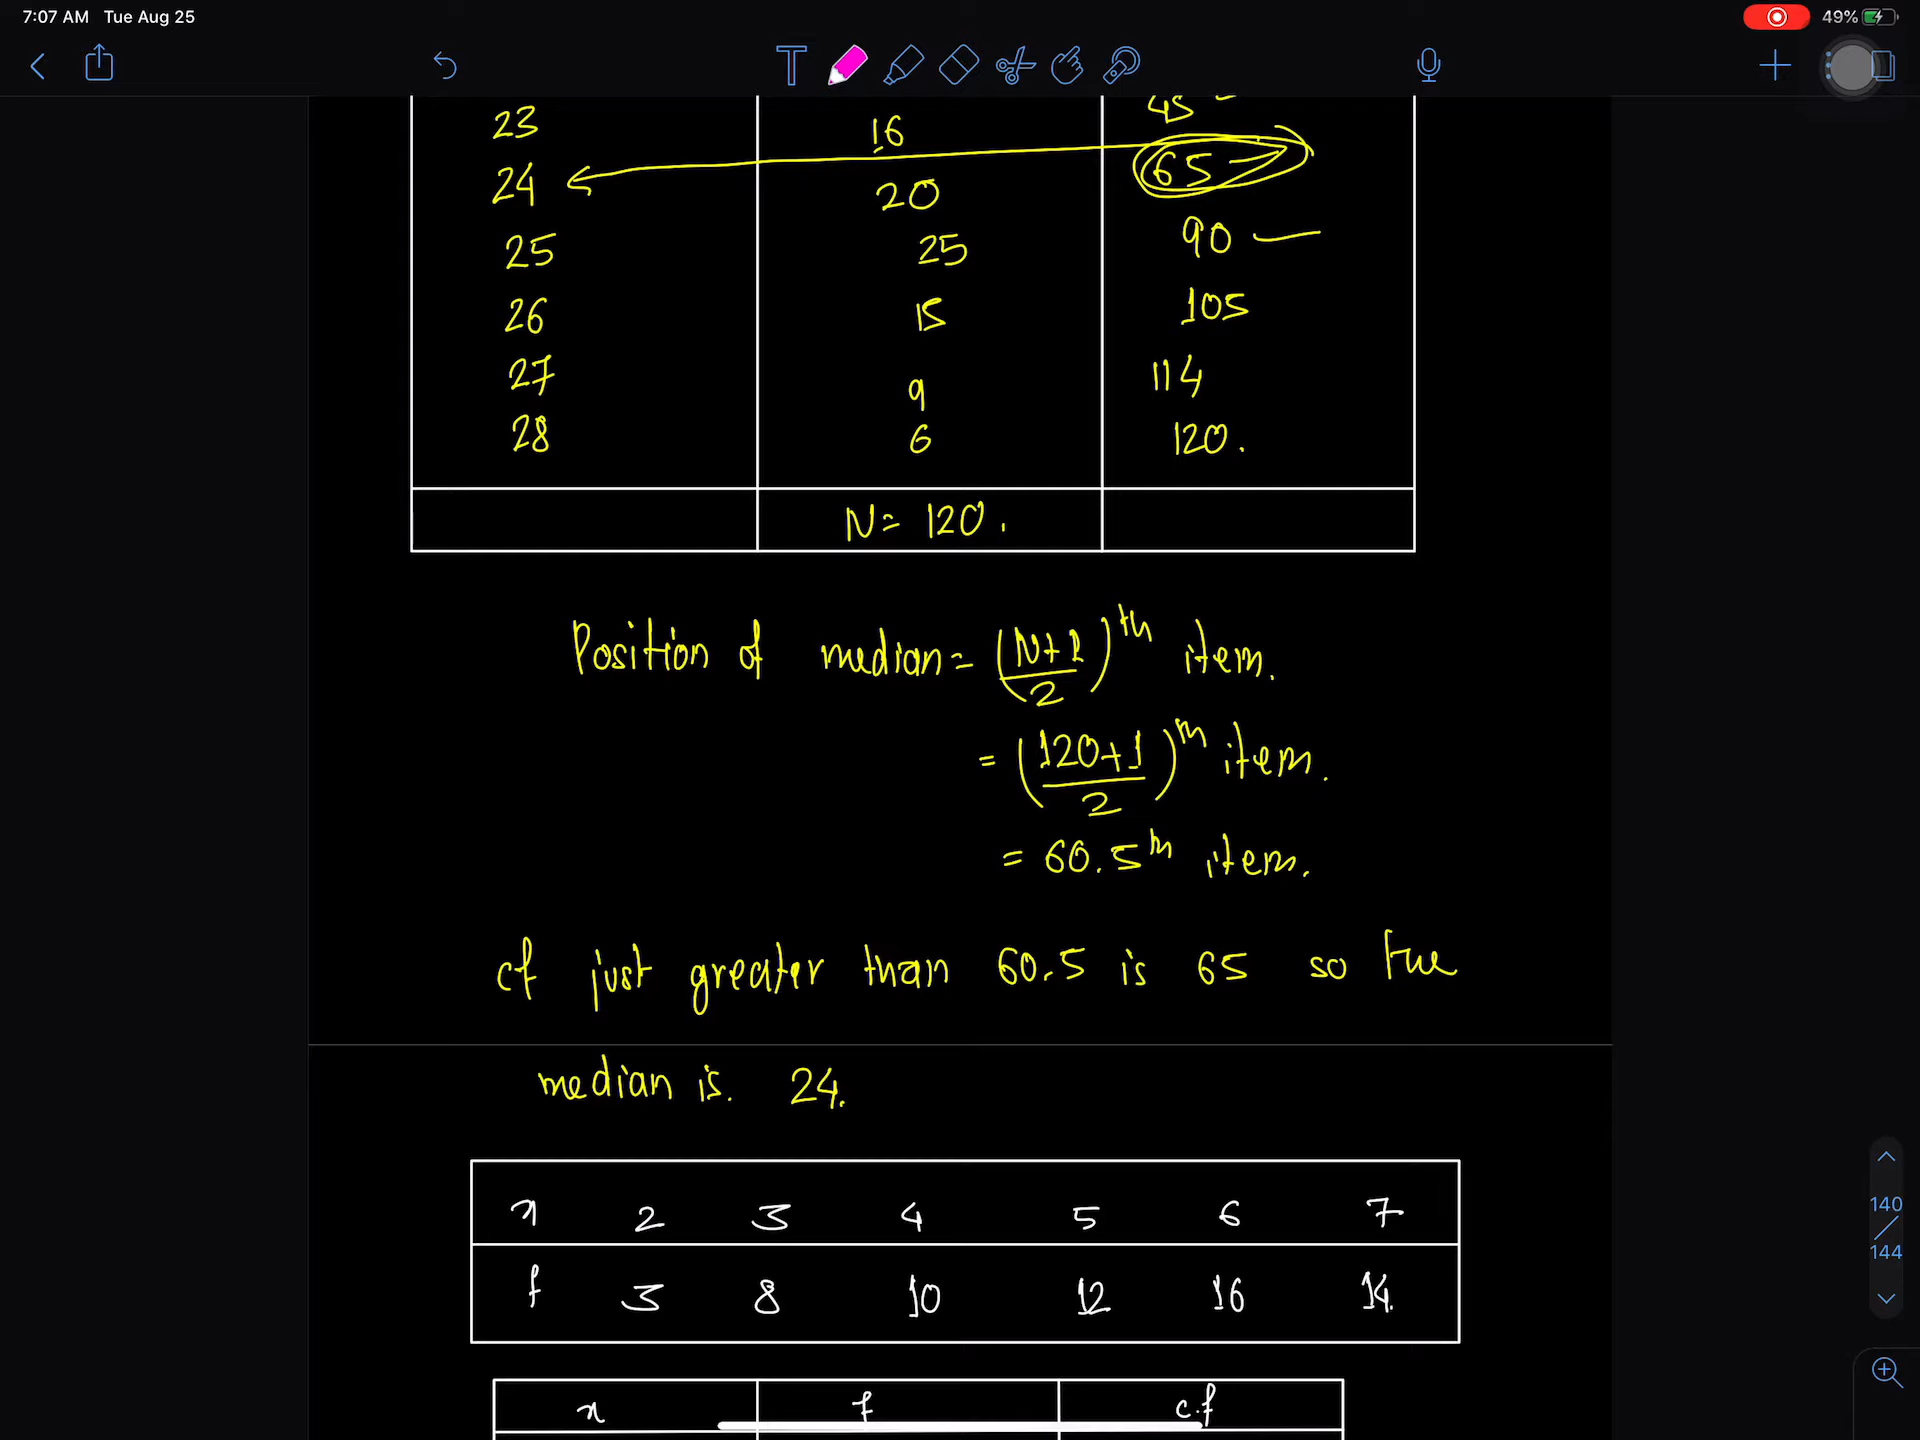 7:07 AM Tue Aug 25
49%
23 16 45
24 20 65
25 25 90
26 15 105
27 9 114
28 6 120.
N= 120.
Position of median = (N+1/2)th item.
= (120+1/2)th item.
= 60.5th item.
cf just greater than 60.5 is 65 so the
median is. 24.
x 2 3 4 5 6 7
f 3 8 10 12 16 14.
x f c.f
140
144